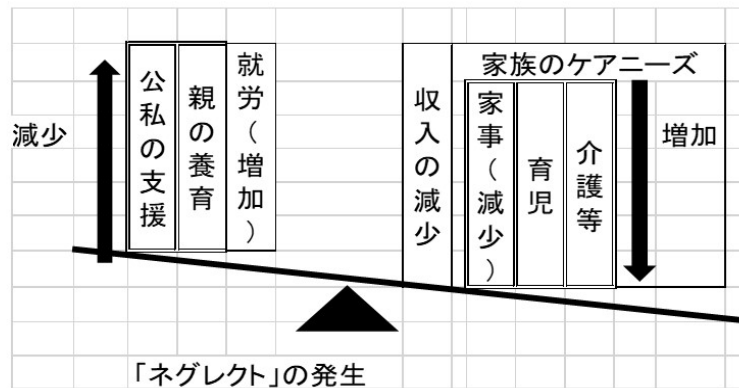 減少
公私の支援
親の養育
就労(増加)
収入の減少
家族のケアニーズ
家事(減少)
育児
介護等
増加
「ネグレクト」の発生